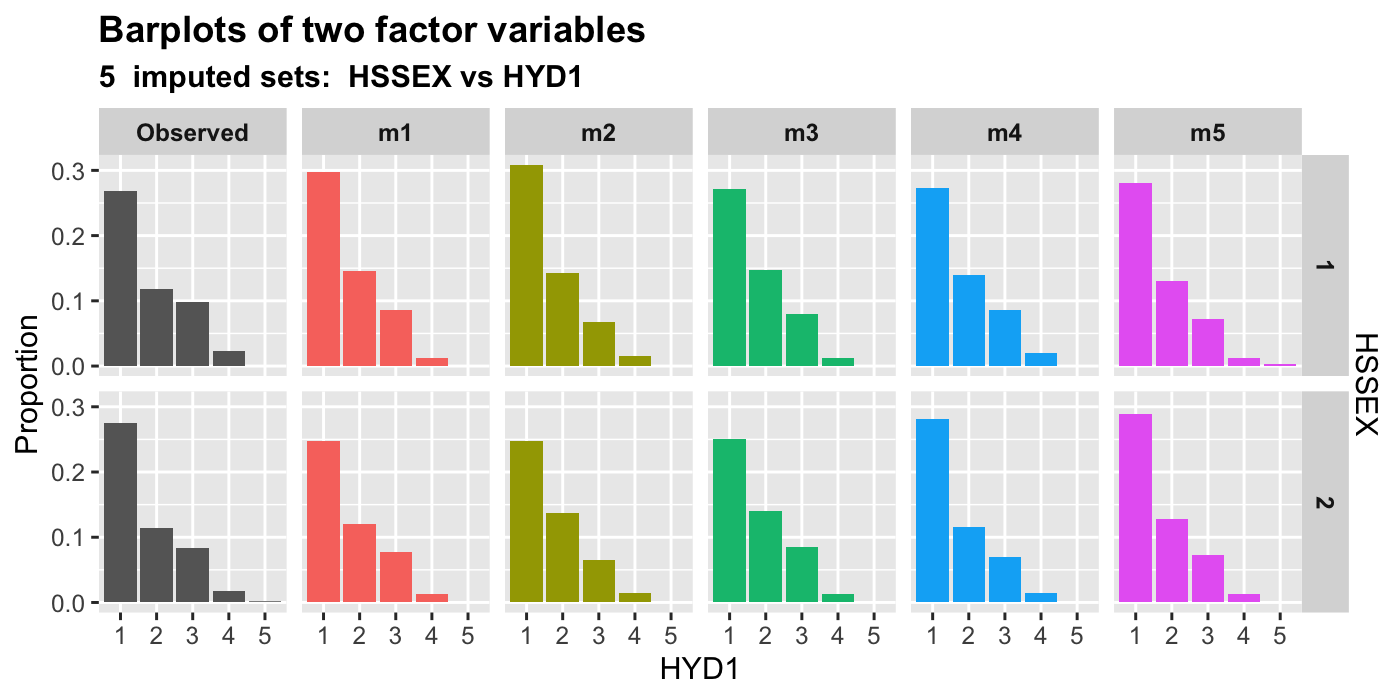 Barplots of two factor variables
5  imputed sets:  HSSEX vs HYD1
Observed m1 m2 m3 m4 m5
0.3
0.2
0.1
0.0
1
0.3
0.2
0.1
0.0
2
Proportion
HSSEX
1 2 3 4 5 1 2 3 4 5 1 2 3 4 5 1 2 3 4 5 1 2 3 4 5 1 2 3 4 5
HYD1